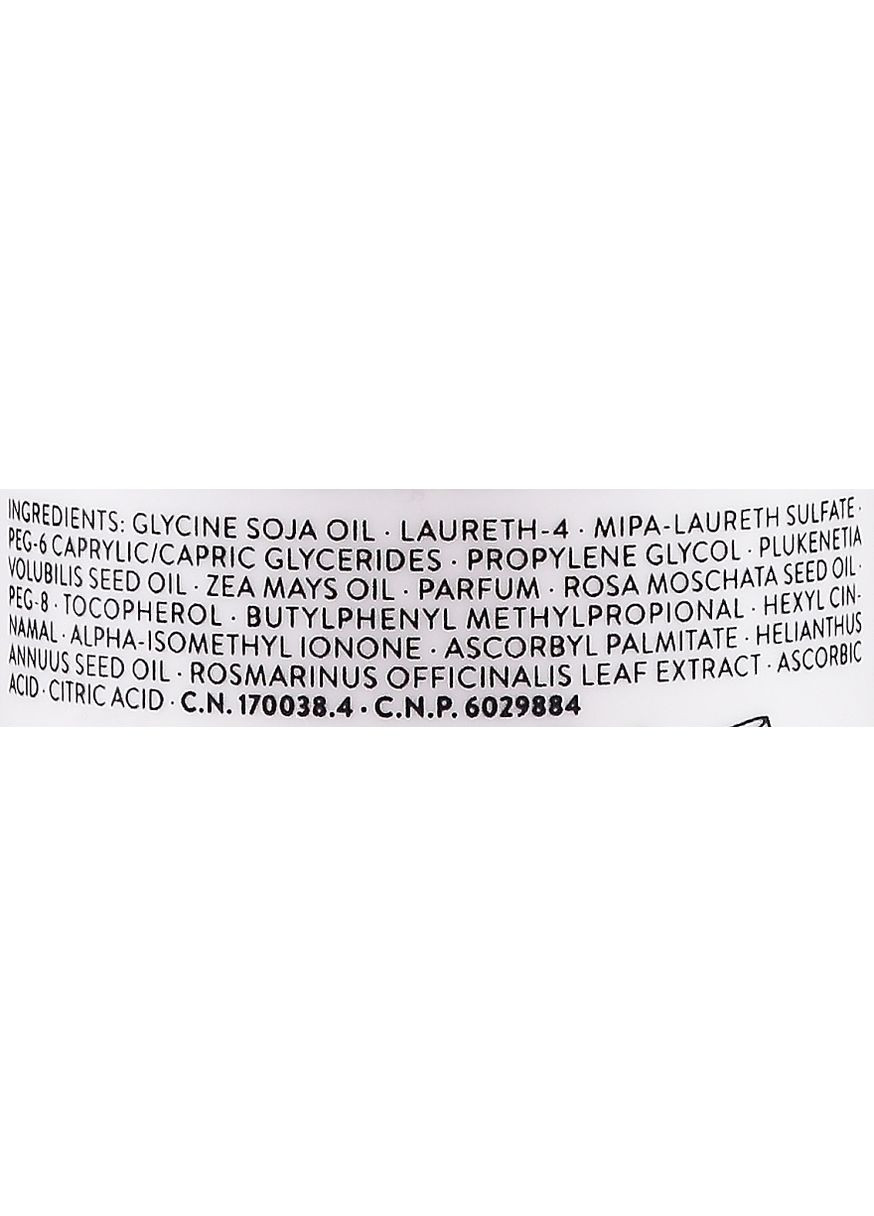 INGREDIENTS: GLYCINE SOJA OIL · LAURETH-4 · MIPA-LAURETH SULFATE ·
PEG-6 CAPRYLIC/CAPRIC GLYCERIDES · PROPYLENE GLYCOL · PLUKENETIA
VOLUBILIS SEED OIL · ZEA MAYS OIL · PARFUM · ROSA MOSCHATA SEED OIL ·
PEG-8 · TOCOPHEROL · BUTYLPHENYL METHYLPROPIONAL · HEXYL CIN-
NAMAL · ALPHA-ISOMETHYL IONONE · ASCORBYL PALMITATE · HELIANTHUS
ANNUUS SEED OIL · ROSMARINUS OFFICINALIS LEAF EXTRACT · ASCORBIC
ACID · CITRIC ACID · C.N. 170038.4 · C.N.P. 6029884